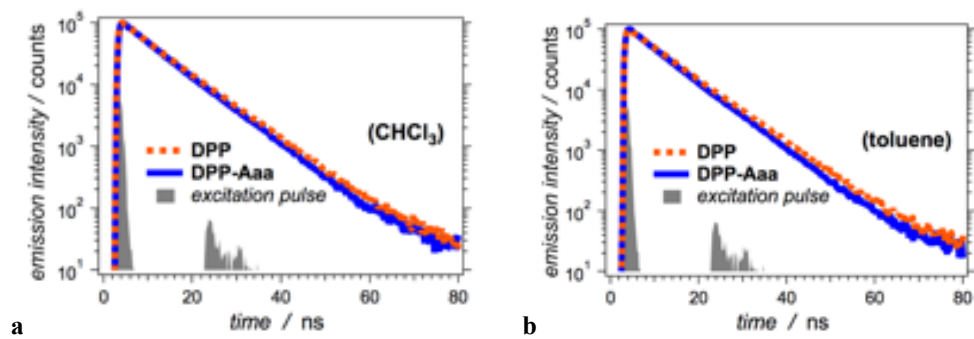 emission intensity / counts
10⁵
10⁴
10³
10²
10¹
(CHCl₃)
DPP
DPP-Aaa
excitation pulse
0 20 40 60 80
time / ns
a
emission intensity / counts
10⁵
10⁴
10³
10²
10¹
(toluene)
DPP
DPP-Aaa
excitation pulse
0 20 40 60 80
time / ns
b